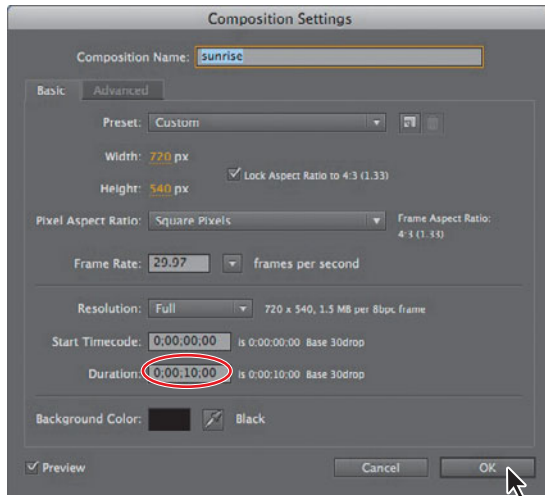 Composition Settings
Composition Name: sunrise
Basic Advanced
Preset: Custom
Width: 720 px
Lock Aspect Ratio to 4:3 (1.33)
Height: 540 px
Pixel Aspect Ratio: Square Pixels
Frame Aspect Ratio:
4:3 (1.33)
Frame Rate: 29.97 frames per second
Resolution: Full 720 x 540, 1.5 MB per 8bpc frame
Start Timecode: 0;00;00;00 is 0;00;00;00 Base 30drop
Duration: 0;00;10;00 is 0;00;10;00 Base 30drop
Background Color: Black
Preview Cancel OK